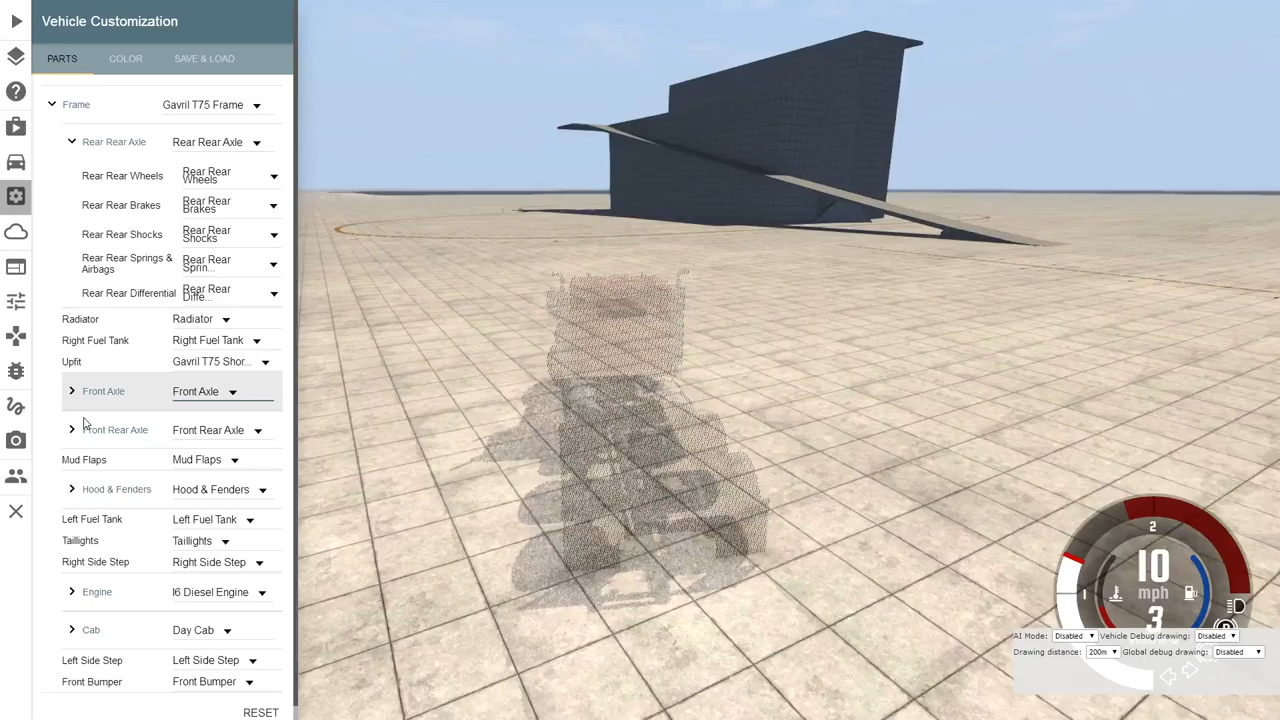 Vehicle Customization
PARTS COLOR SAVE & LOAD
Frame Gavril T75 Frame
Rear Rear Axle Rear Rear Axle
Rear Rear Wheels Rear Rear Wheels
Rear Rear Brakes Rear Rear Brakes
Rear Rear Shocks Rear Rear Shocks
Rear Rear Springs & Airbags Rear Rear Sprin...
Rear Rear Differential Rear Rear Diffe...
Radiator Radiator
Right Fuel Tank Right Fuel Tank
Upfit Gavril T75 Shor...
Front Axle Front Axle
Front Rear Axle Front Rear Axle
Mud Flaps Mud Flaps
Hood & Fenders Hood & Fenders
Left Fuel Tank Left Fuel Tank
Taillights Taillights
Right Side Step Right Side Step
Engine I6 Diesel Engine
Cab Day Cab
Left Side Step Left Side Step
Front Bumper Front Bumper
RESET
2
1
10
mph
3
AI Mode: Disabled Vehicle Debug drawing: Disabled
Drawing distance: 200m Global debug drawing: Disabled